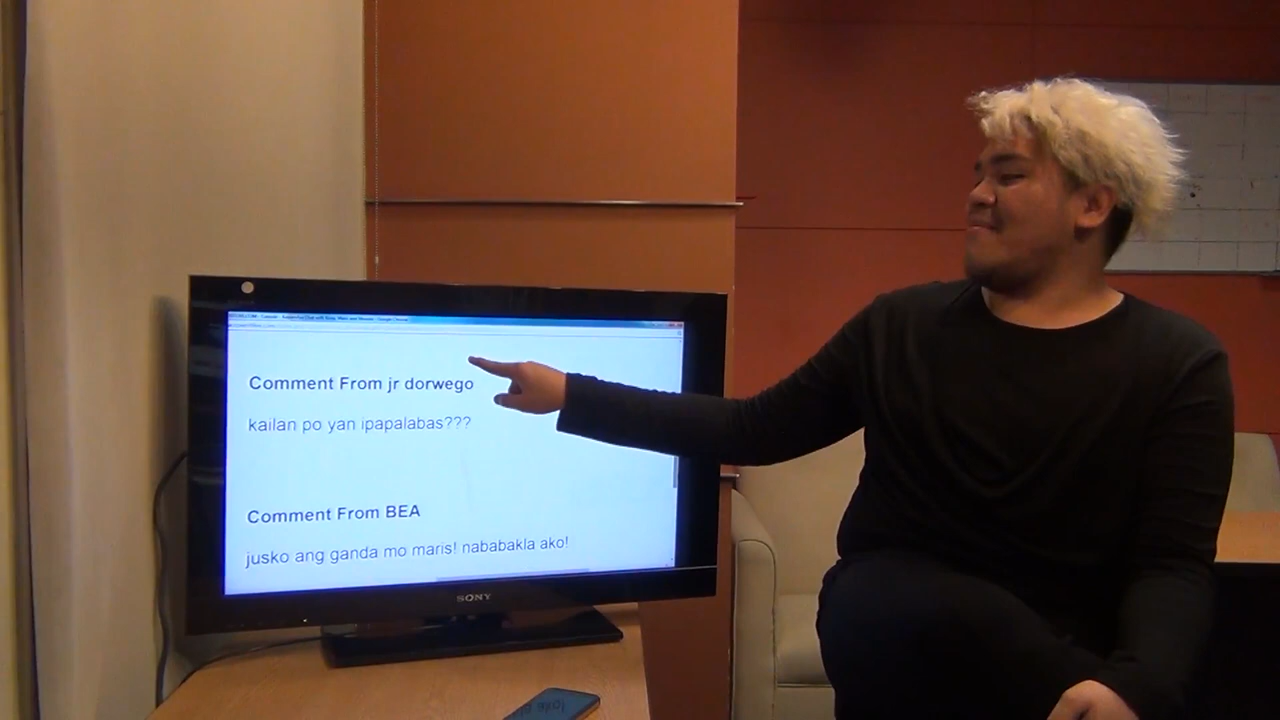 Comment From jr dorwego
kailan po yan ipapalabas???
Comment From BEA
jusko ang ganda mo maris! nababakla ako!
SONY